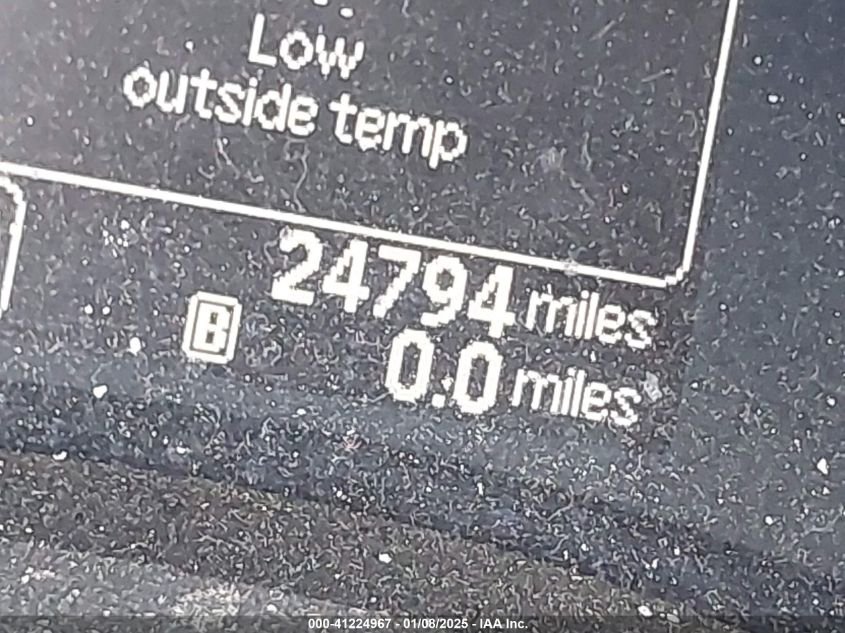 Low
outside temp
24794 miles
B 0.0 miles
000-41224967 - 01/08/2025 - IAA Inc.